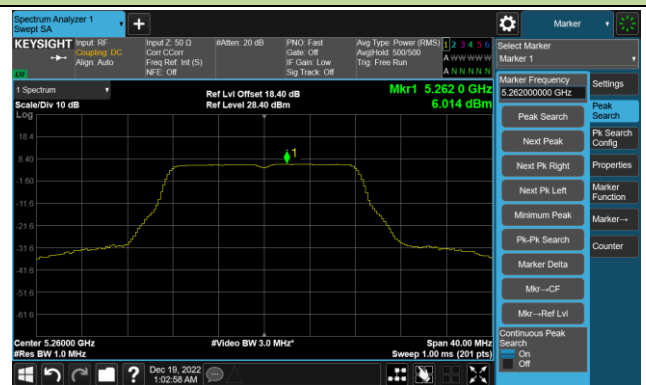 Spectrum Analyzer 1
Swept SA
+
Marker
KEYSIGHT
Input: RF
Coupling: DC
Align: Auto
Input Z: 50 Ω
Corr CCorr
Freq Ref: Int (S)
NFE: Off
#Atten: 20 dB
PNO: Fast
Gate: Off
IF Gain: Low
Sig Track: Off
Avg Type: Power (RMS)
Avg|Hold: 500/500
Trig: Free Run
1 2 3 4 5 6
A W W W W W
A N N N N N
Select Marker
Marker 1
LW
1 Spectrum
Scale/Div 10 dB
Log
Ref Lvl Offset 18.40 dB
Ref Level 28.40 dBm
Mkr1 5.262 0 GHz
6.014 dBm
18.4
8.40
-1.60
-11.6
-21.6
-31.6
-41.6
-51.6
-61.6
1
Center 5.26000 GHz
#Res BW 1.0 MHz
#Video BW 3.0 MHz*
Span 40.00 MHz
Sweep 1.00 ms (201 pts)
Marker Frequency
5.262000000 GHz
Peak Search
Next Peak
Next Pk Right
Next Pk Left
Minimum Peak
Pk-Pk Search
Marker Delta
Mkr→CF
Mkr→Ref Lvl
Continuous Peak
Search
On
Off
Settings
Peak
Search
Pk Search
Config
Properties
Marker
Function
Marker→
Counter
?
Dec 19, 2022
1:02:58 AM